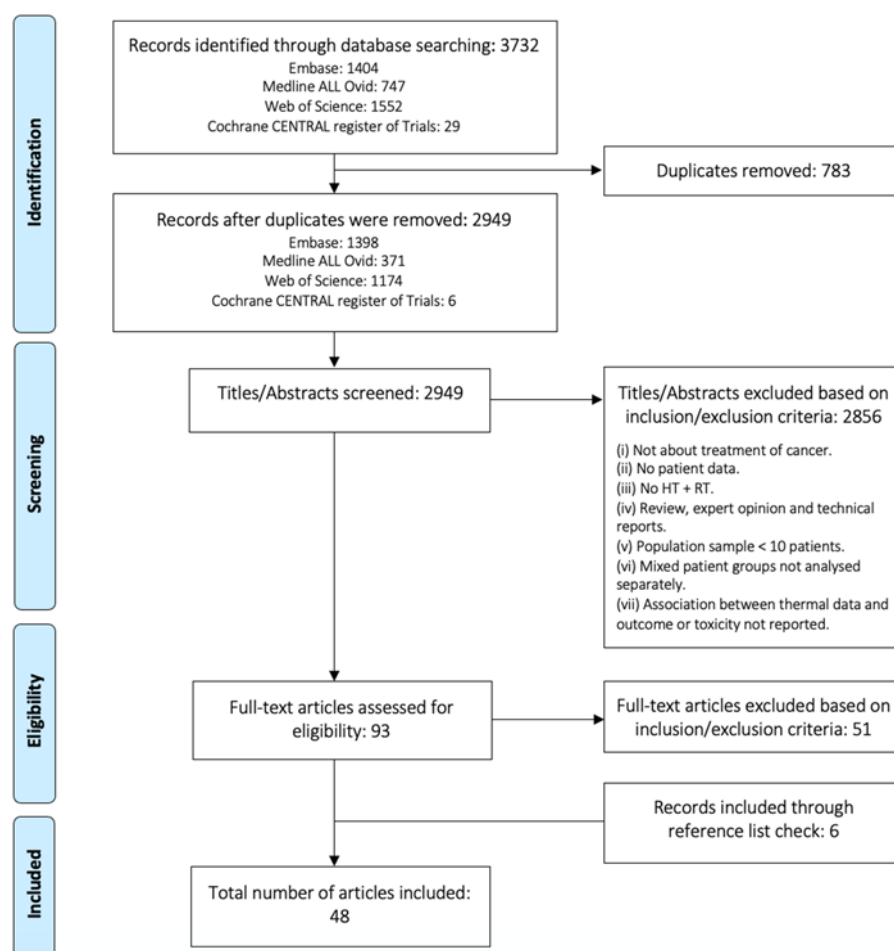 Identification
Records identified through database searching: 3732
Embase: 1404
Medline ALL Ovid: 747
Web of Science: 1552
Cochrane CENTRAL register of Trials: 29
Duplicates removed: 783
Records after duplicates were removed: 2949
Embase: 1398
Medline ALL Ovid: 371
Web of Science: 1174
Cochrane CENTRAL register of Trials: 6
Screening
Titles/Abstracts screened: 2949
Titles/Abstracts excluded based on
inclusion/exclusion criteria: 2856
(i) Not about treatment of cancer.
(ii) No patient data.
(iii) No HT + RT.
(iv) Review, expert opinion and technical
reports.
(v) Population sample < 10 patients.
(vi) Mixed patient groups not analysed
separately.
(vii) Association between thermal data and
outcome or toxicity not reported.
Eligibility
Full-text articles assessed for
eligibility: 93
Full-text articles excluded based on
inclusion/exclusion criteria: 51
Records included through
reference list check: 6
Included
Total number of articles included:
48